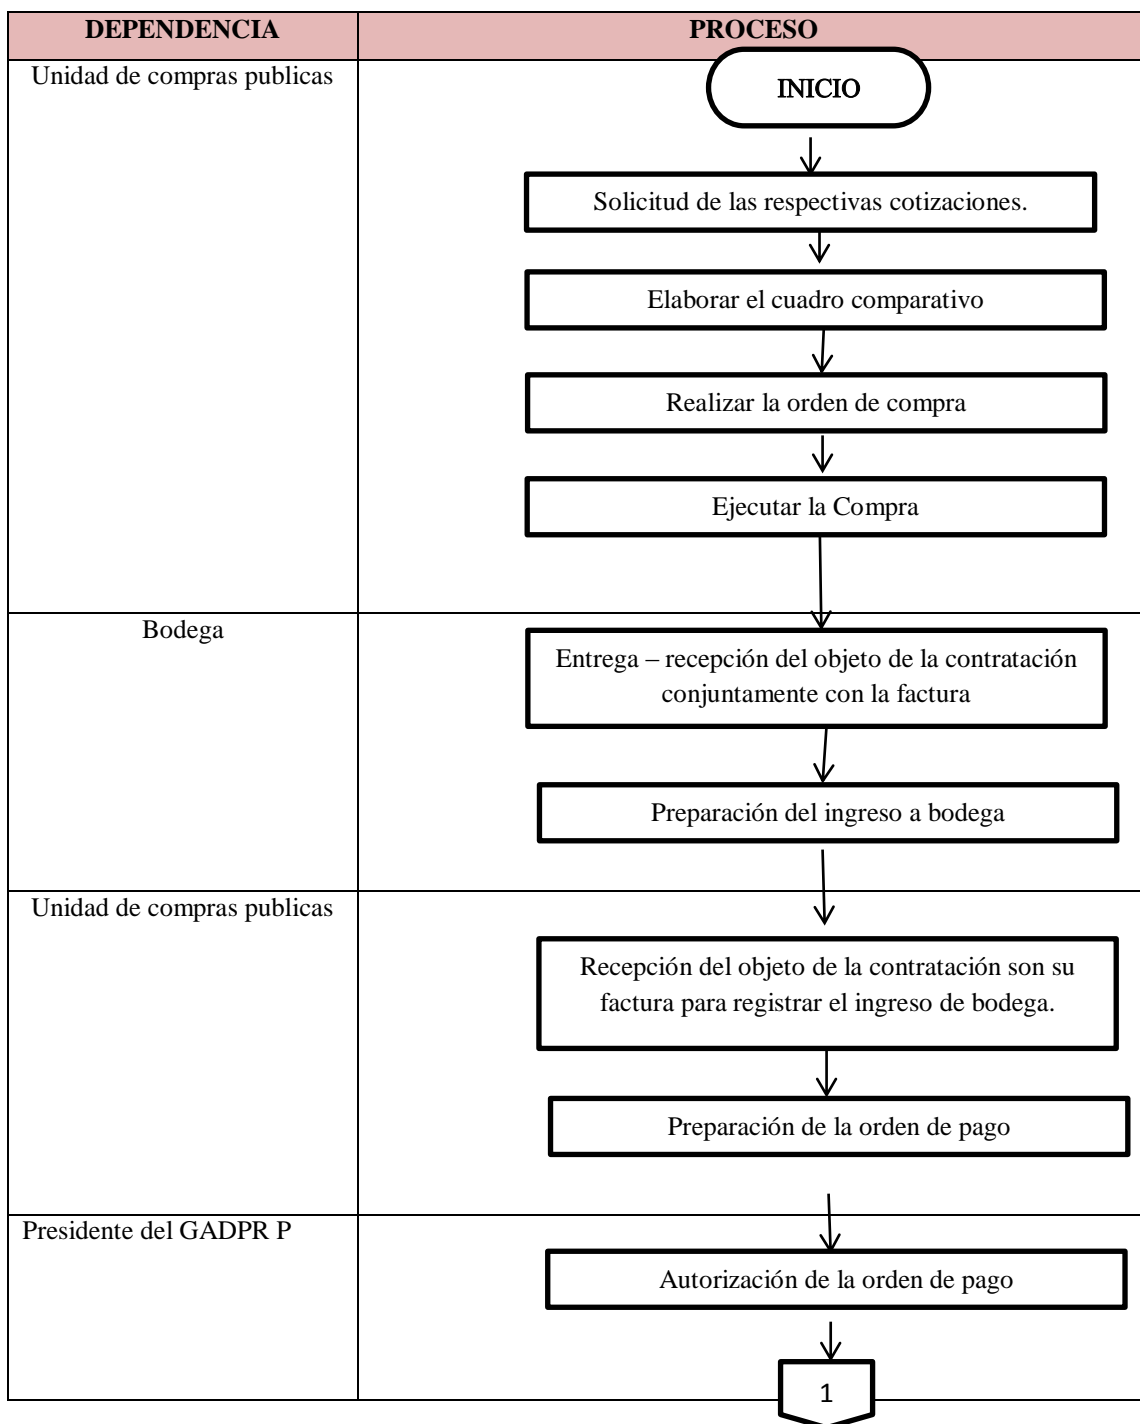 DEPENDENCIA
PROCESO
Unidad de compras publicas
INICIO
Solicitud de las respectivas cotizaciones.
Elaborar el cuadro comparativo
Realizar la orden de compra
Ejecutar la Compra
Bodega
Entrega – recepción del objeto de la contratación
conjuntamente con la factura
Preparación del ingreso a bodega
Unidad de compras publicas
Recepción del objeto de la contratación son su
factura para registrar el ingreso de bodega.
Preparación de la orden de pago
Presidente del GADPR P
Autorización de la orden de pago
1